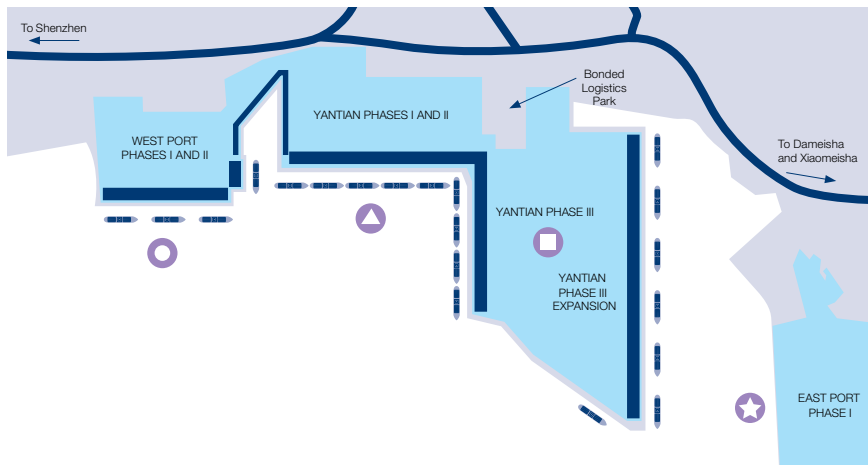 To Shenzhen
Bonded
Logistics
Park
YANTIAN PHASES I AND II
WEST PORT
PHASES I AND II
To Dameisha
and Xiaomeisha
YANTIAN PHASE III
YANTIAN
PHASE III
EXPANSION
EAST PORT
PHASE I